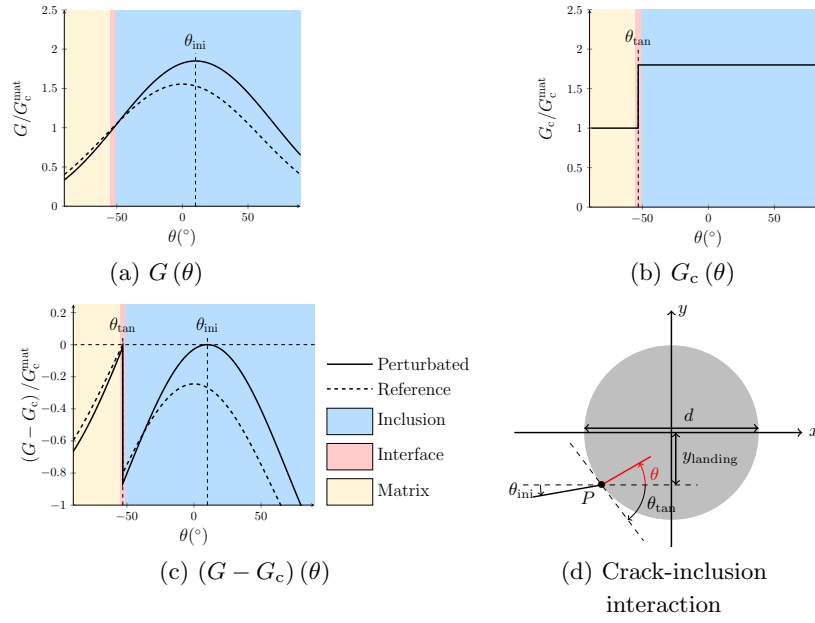 2.5
2
1.5
1
0.5
0
−50 0 50
θ(°)
G/G_c^mat
θ_ini
(a) G (θ)
2.5
2
1.5
1
0.5
0
−50 0 50
θ(°)
G_c/G_c^mat
θ_tan
(b) G_c (θ)
0.2
0
−0.2
−0.4
−0.6
−0.8
−1
−50 0 50
θ(°)
(G − G_c) /G_c^mat
θ_tan θ_ini
(c) (G − G_c) (θ)
Perturbated
Reference
Inclusion
Interface
Matrix
y
x
d
y_landing
θ
θ_ini
P
θ_tan
(d) Crack-inclusion
interaction